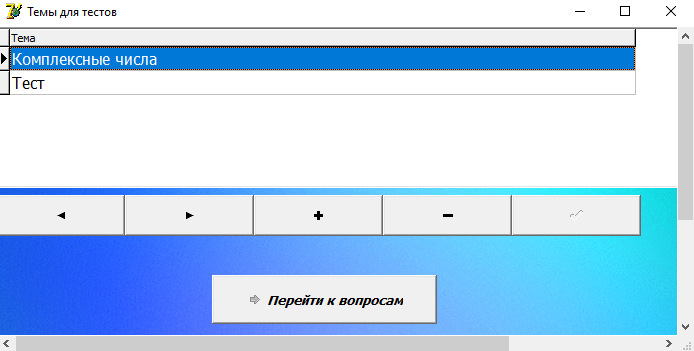 Темы для тестов
Тема
Комплексные числа
Тест
Перейти к вопросам